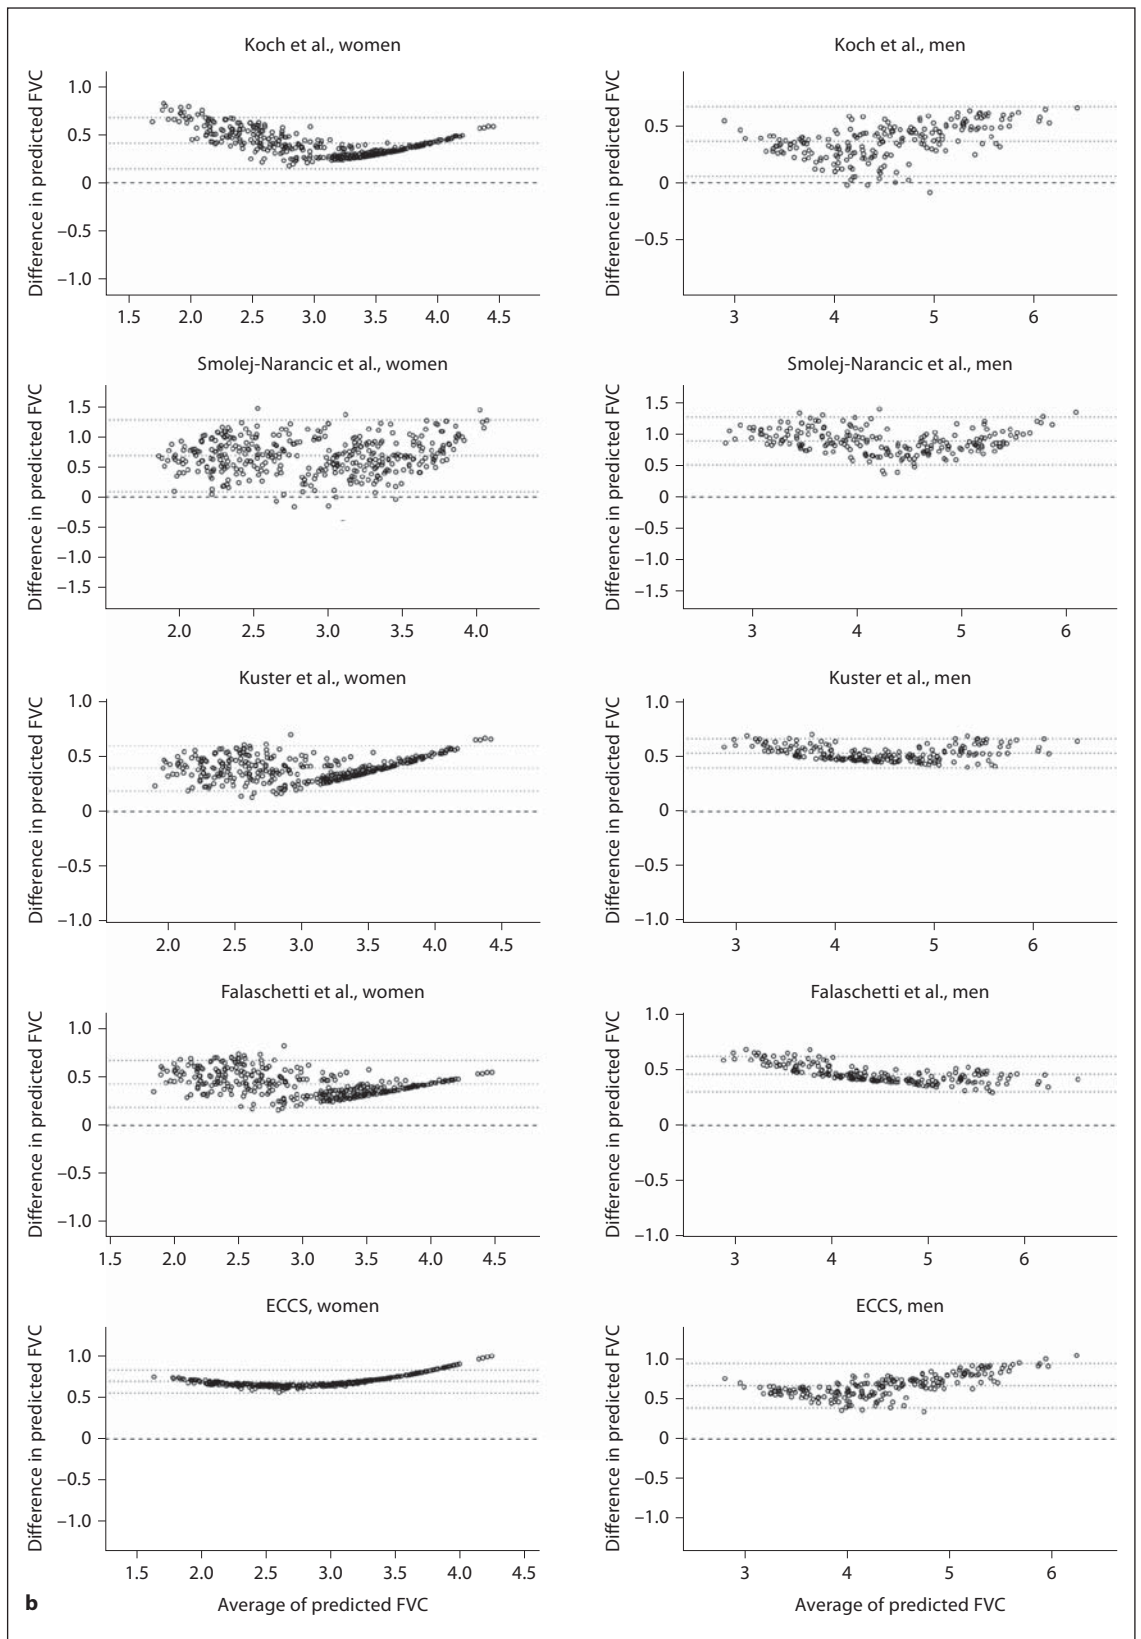 Koch et al., women
Difference in predicted FVC
1.0
0.5
0
–0.5
–1.0
1.5 2.0 2.5 3.0 3.5 4.0 4.5
Koch et al., men
Difference in predicted FVC
0.5
0
–0.5
3 4 5 6
Smolej-Narancic et al., women
Difference in predicted FVC
1.5
1.0
0.5
0
–0.5
–1.0
–1.5
2.0 2.5 3.0 3.5 4.0
Smolej-Narancic et al., men
Difference in predicted FVC
1.5
1.0
0.5
0
–0.5
–1.0
–1.5
3 4 5 6
Kuster et al., women
Difference in predicted FVC
1.0
0.5
0
–0.5
–1.0
2.0 2.5 3.0 3.5 4.0 4.5
Kuster et al., men
Difference in predicted FVC
1.0
0.5
0
–0.5
–1.0
3 4 5 6
Falaschetti et al., women
Difference in predicted FVC
1.0
0.5
0
–0.5
–1.0
1.5 2.0 2.5 3.0 3.5 4.0 4.5
Falaschetti et al., men
Difference in predicted FVC
1.0
0.5
0
–0.5
–1.0
3 4 5 6
ECCS, women
Difference in predicted FVC
1.0
0.5
0
–0.5
–1.0
1.5 2.0 2.5 3.0 3.5 4.0 4.5
Average of predicted FVC
ECCS, men
Difference in predicted FVC
1.0
0.5
0
–0.5
–1.0
3 4 5 6
Average of predicted FVC
b